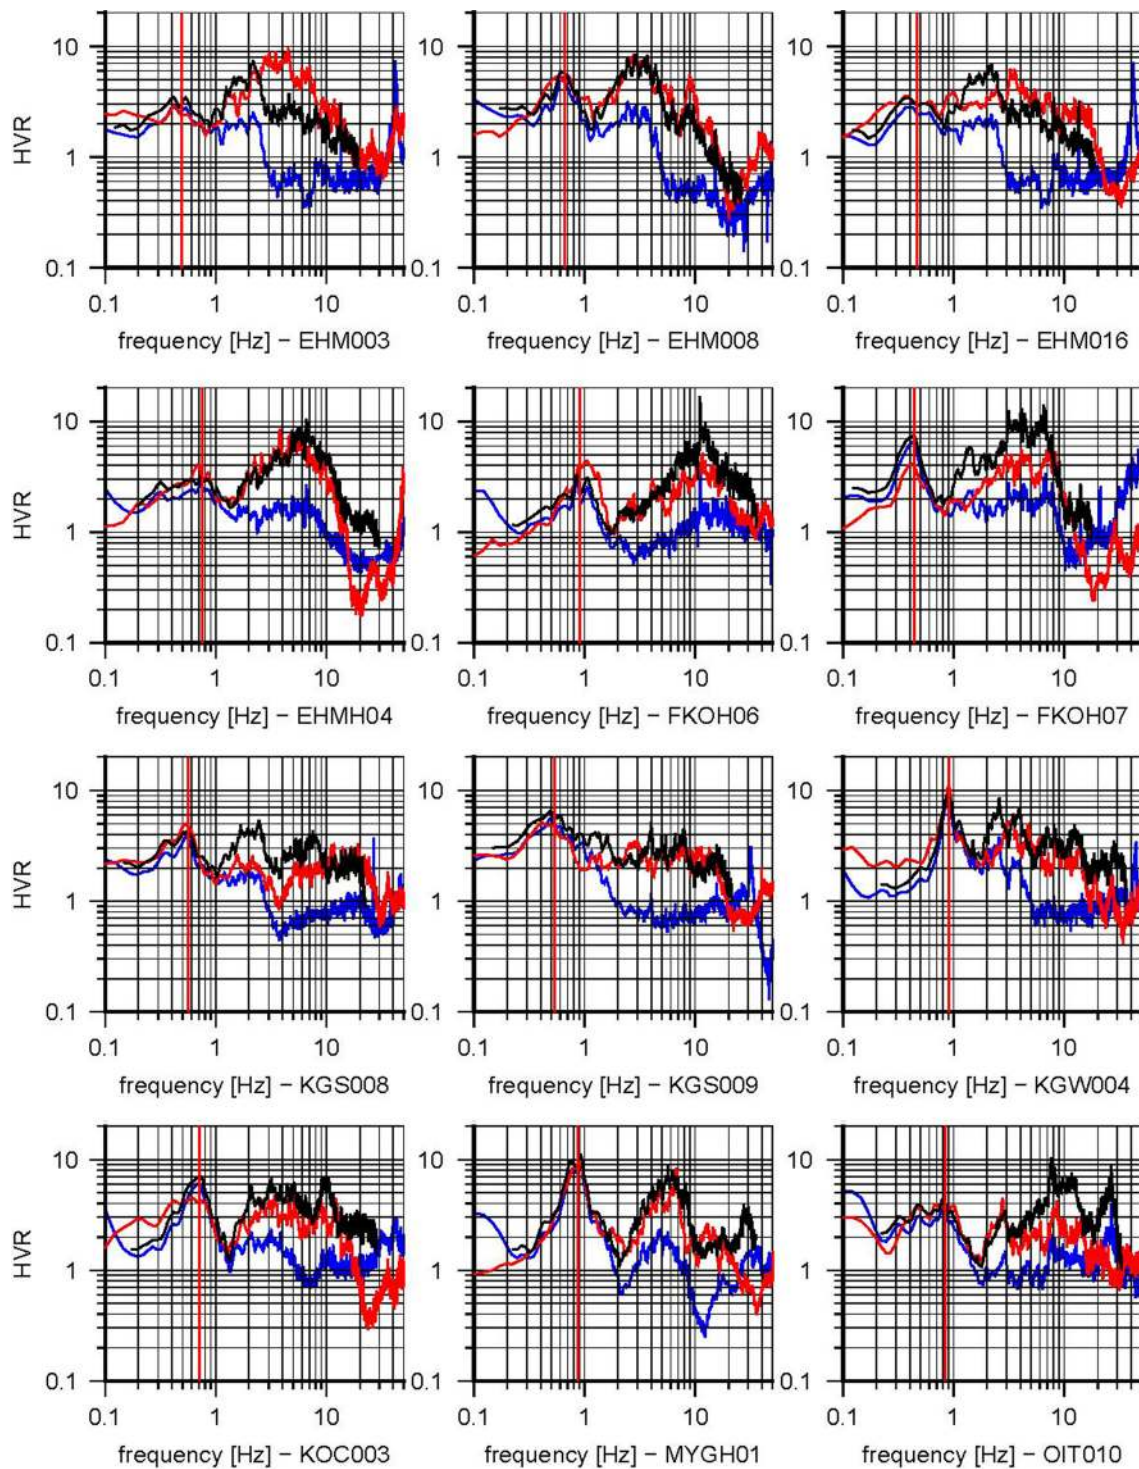 10 10 10
HVR 1 1 1
0.1 0.1 0.1
0.1 1 10 0.1 1 10 0.1 1 10
frequency [Hz] − EHM003 frequency [Hz] − EHM008 frequency [Hz] − EHM016
10 10 10
HVR 1 1 1
0.1 0.1 0.1
0.1 1 10 0.1 1 10 0.1 1 10
frequency [Hz] − EHMH04 frequency [Hz] − FKOH06 frequency [Hz] − FKOH07
10 10 10
HVR 1 1 1
0.1 0.1 0.1
0.1 1 10 0.1 1 10 0.1 1 10
frequency [Hz] − KGS008 frequency [Hz] − KGS009 frequency [Hz] − KGW004
10 10 10
HVR 1 1 1
0.1 0.1 0.1
0.1 1 10 0.1 1 10 0.1 1 10
frequency [Hz] − KOC003 frequency [Hz] − MYGH01 frequency [Hz] − OIT010